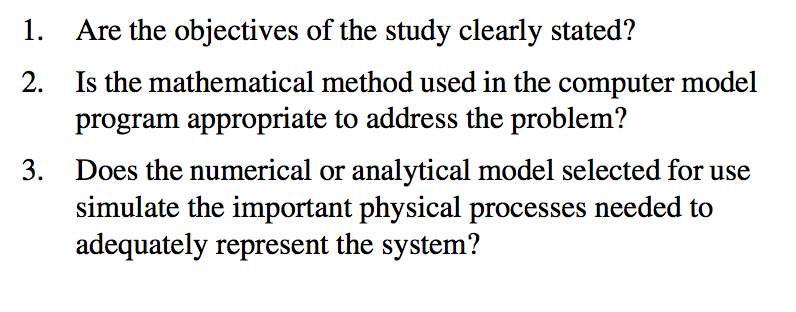 1. Are the objectives of the study clearly stated?
2. Is the mathematical method used in the computer model
program appropriate to address the problem?
3. Does the numerical or analytical model selected for use
simulate the important physical processes needed to
adequately represent the system?